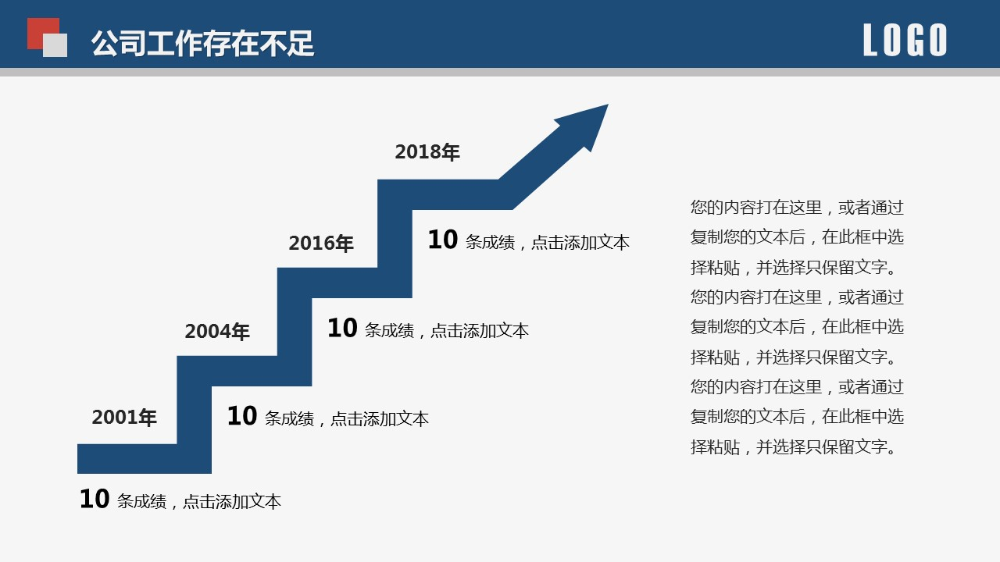 公司工作存在不足
LOGO
2018年
10 条成绩，点击添加文本
2016年
10 条成绩，点击添加文本
2004年
10 条成绩，点击添加文本
2001年
10 条成绩，点击添加文本
您的内容打在这里，或者通过
复制您的文本后，在此框中选
择粘贴，并选择只保留文字。
您的内容打在这里，或者通过
复制您的文本后，在此框中选
择粘贴，并选择只保留文字。
您的内容打在这里，或者通过
复制您的文本后，在此框中选
择粘贴，并选择只保留文字。